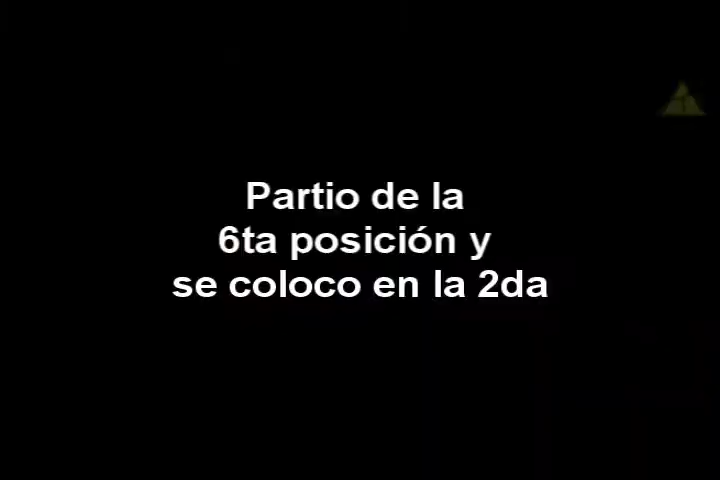 Partio de la
6ta posición y
se coloco en la 2da